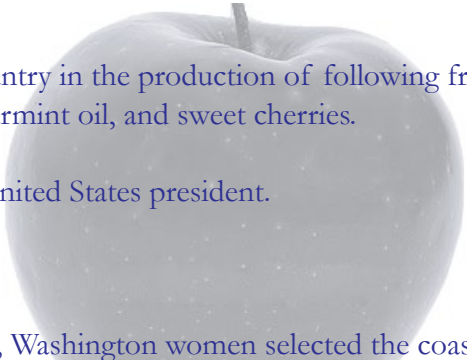 ntry in the production of following fr
rmint oil, and sweet cherries.
nited States president.
, Washington women selected the coas